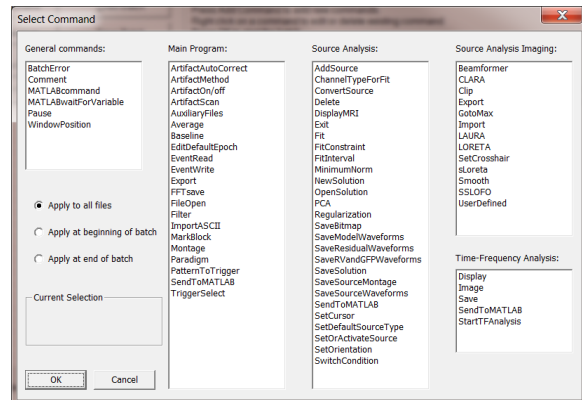 Select Command
General commands:
BatchError
Comment
MATLABcommand
MATLABwaitForVariable
Pause
WindowPosition
Apply to all files
Apply at beginning of batch
Apply at end of batch
Current Selection
OK
Cancel
Main Program:
ArtifactAutoCorrect
ArtifactMethod
ArtifactOn/off
ArtifactScan
AuxiliaryFiles
Average
Baseline
EditDefaultEpoch
EventRead
EventWrite
Export
FFTsave
FileOpen
Filter
ImportASCII
MarkBlock
Montage
Paradigm
PatternToTrigger
SendToMATLAB
TriggerSelect
Source Analysis:
AddSource
ChannelTypeForFit
ConvertSource
Delete
DisplayMRI
Exit
Fit
FitConstraint
FitInterval
MinimumNorm
NewSolution
OpenSolution
PCA
Regularization
SaveBitmap
SaveModelWaveforms
SaveResidualWaveforms
SaveRVandGFPWaveforms
SaveSolution
SaveSourceMontage
SaveSourceWaveforms
SendToMATLAB
SetCursor
SetDefaultSourceType
SetOrActivateSource
SetOrientation
SwitchCondition
Source Analysis Imaging:
Beamformer
CLARA
Clip
Export
GotoMax
Import
LAURA
LORETA
SetCrosshair
sLoreta
Smooth
SSLOFO
UserDefined
Time-Frequency Analysis:
Display
Image
Save
SendToMATLAB
StartTFAnalysis